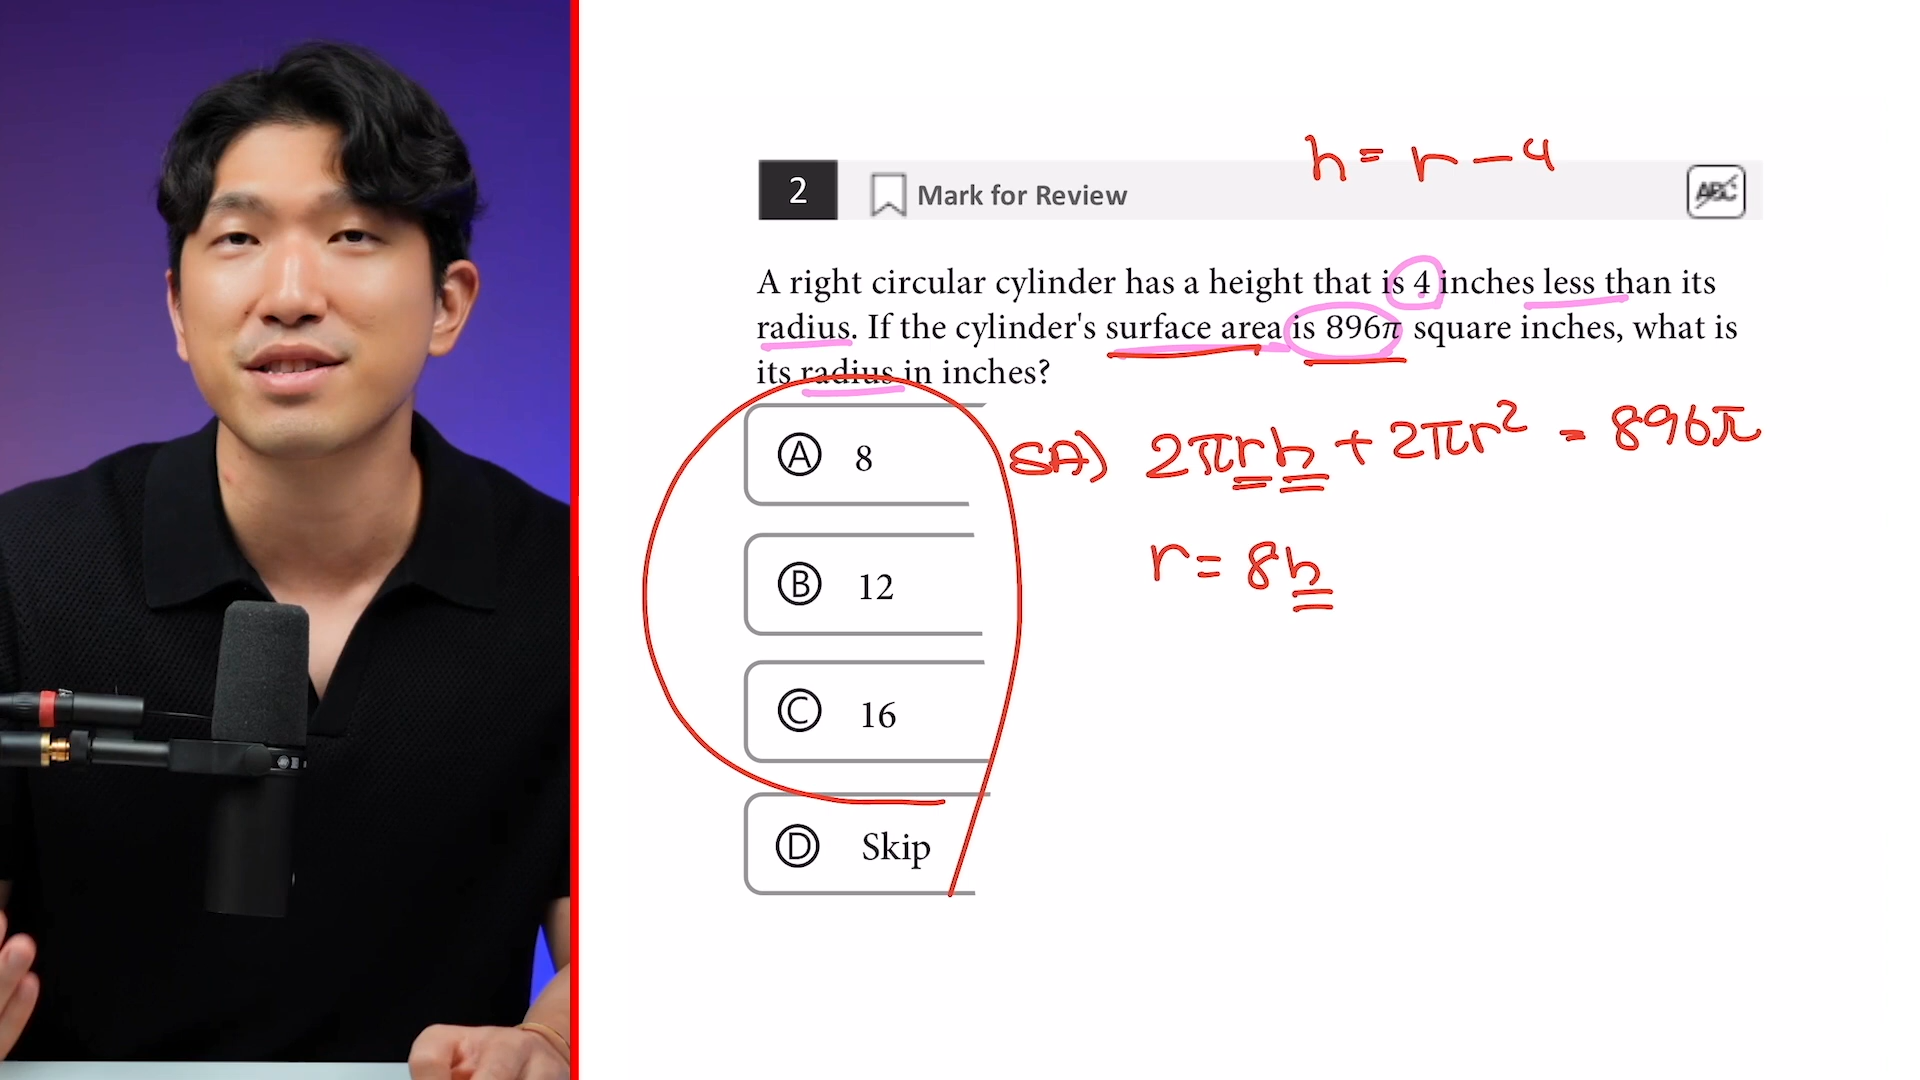 h = r - 4
2 Mark for Review ABC
A right circular cylinder has a height that is 4 inches less than its
radius. If the cylinder's surface area is 896π square inches, what is
its radius in inches?
A 8
SA) 2πrh + 2πr² = 896π
B 12
r = 8h
C 16
D Skip